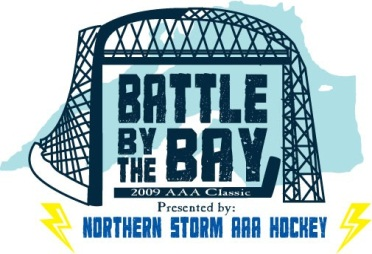 BATTLE
BY THE BAY
2009 AAA Classic
Presented by:
NORTHERN STORM AAA HOCKEY